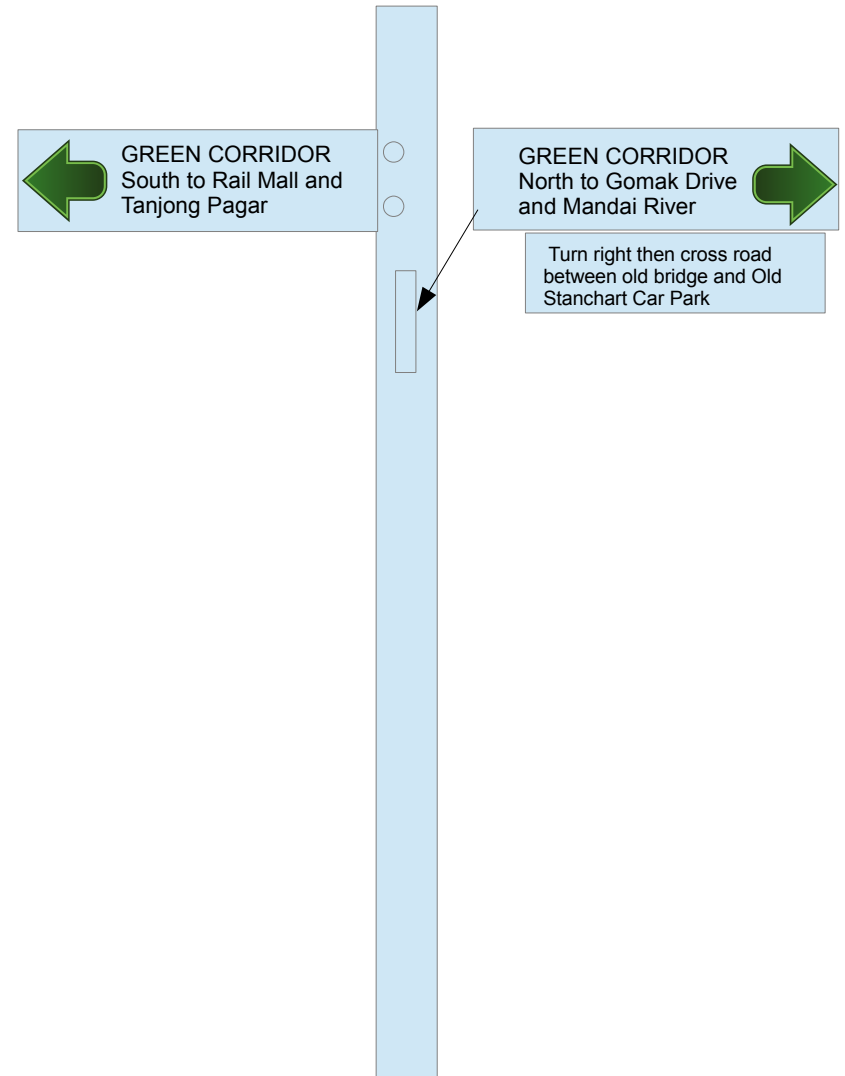 GREEN CORRIDOR
South to Rail Mall and
Tanjong Pagar
GREEN CORRIDOR
North to Gomak Drive
and Mandai River
Turn right then cross road
between old bridge and Old
Stanchart Car Park